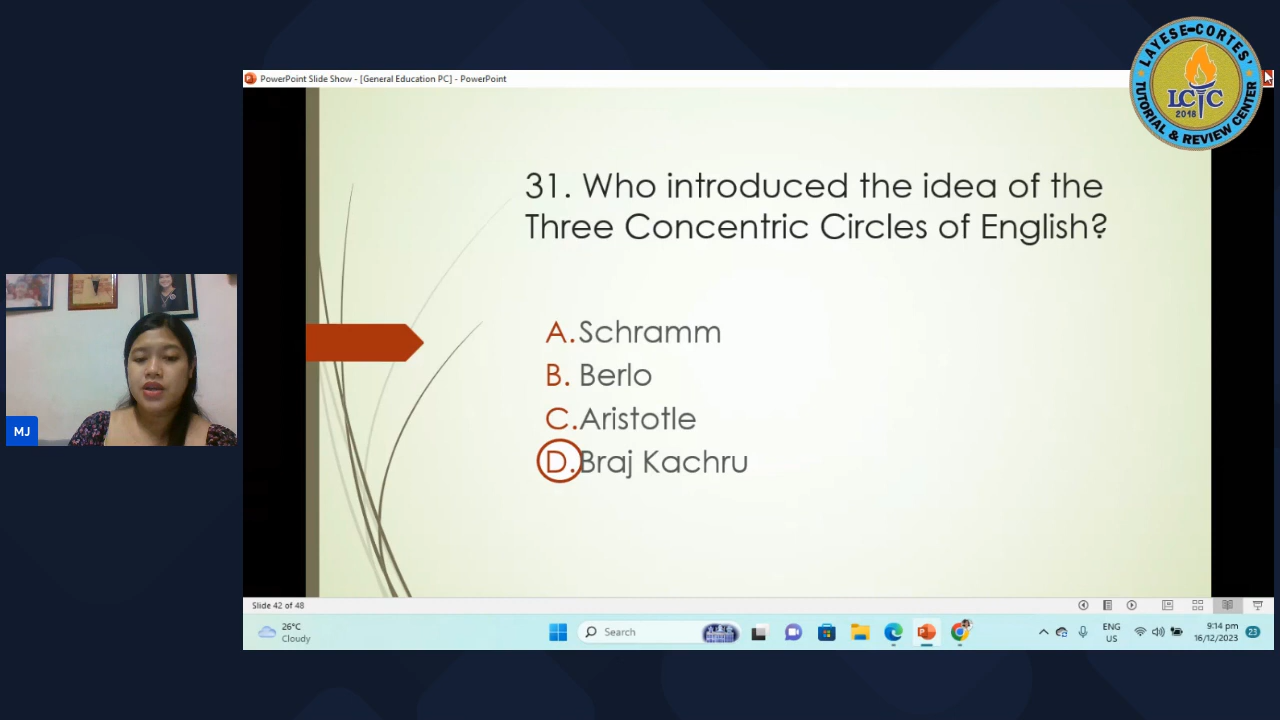 LAYESE-CORTES'
LCTC
2018
TUTORIAL & REVIEW CENTER
PowerPoint Slide Show - [General Education PC] - PowerPoint
31. Who introduced the idea of the
Three Concentric Circles of English?
A. Schramm
B. Berlo
C. Aristotle
D. Braj Kachru
MJ
Slide 42 of 48
26°C
Cloudy
Search
ENG
US
9:14 pm
16/12/2023
23